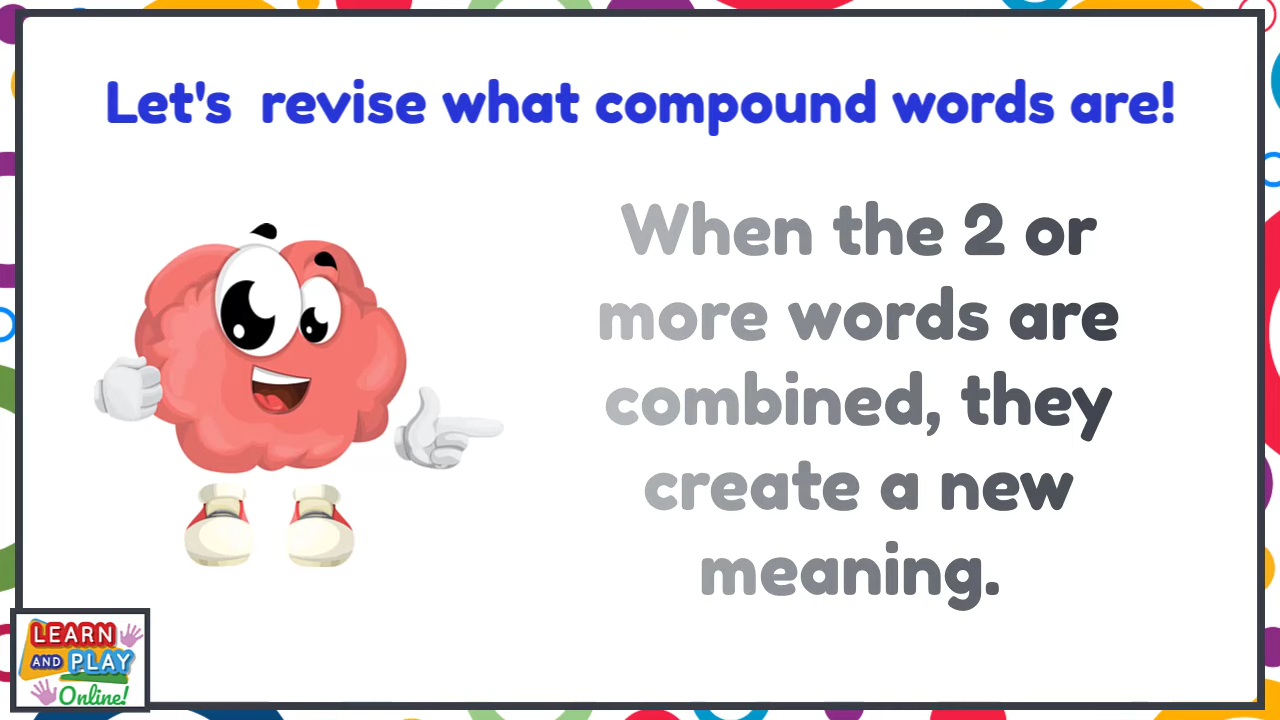 Let's  revise what compound words are!
When the 2 or
more words are
combined, they
create a new
meaning.
LEARN
AND PLAY
Online!